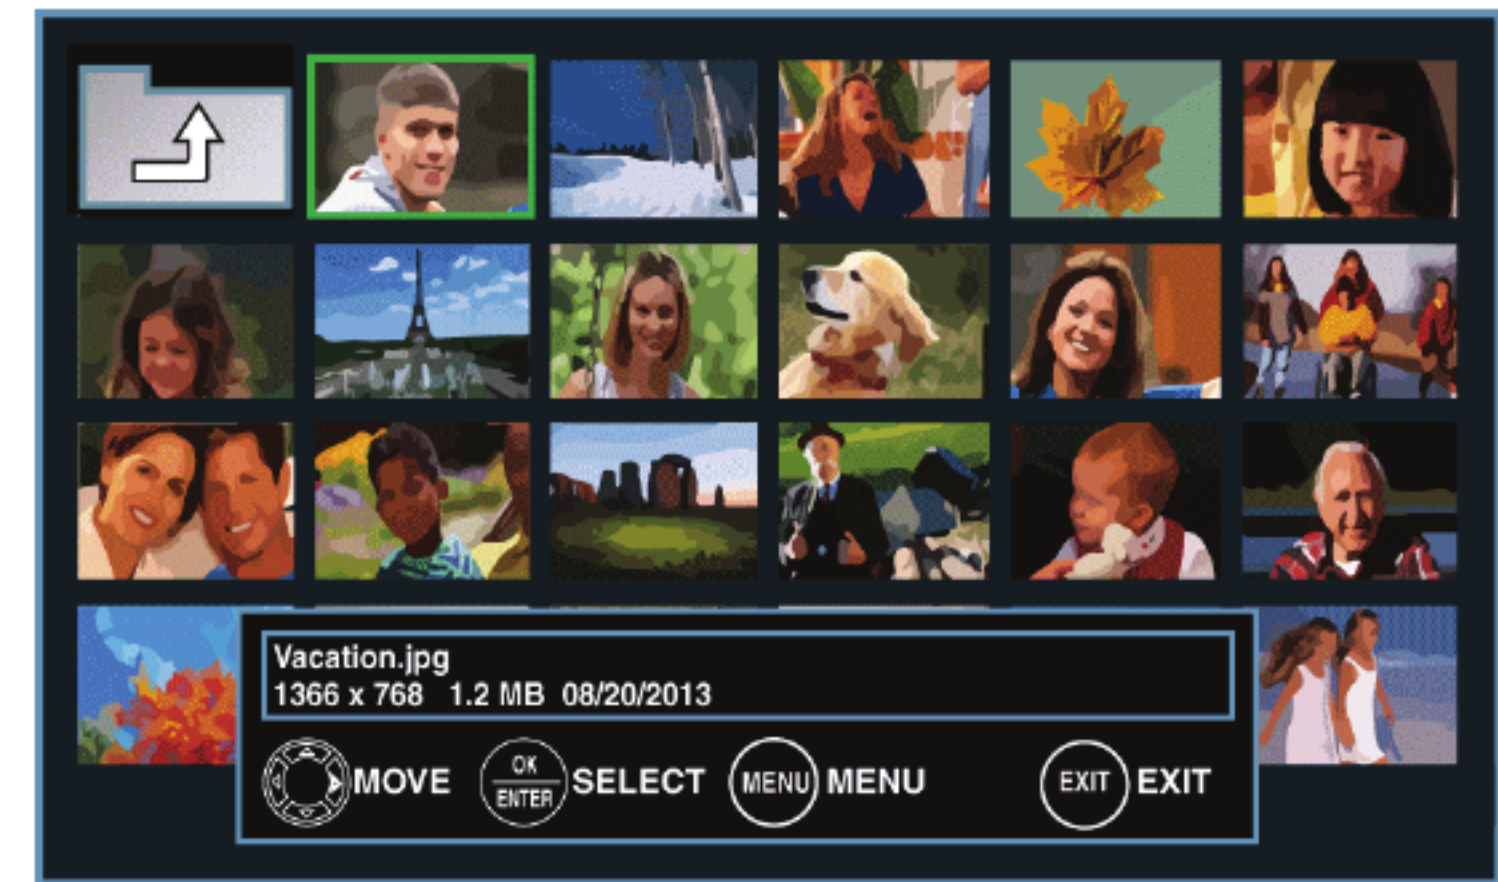 Vacation.jpg
1366 x 768 1.2 MB 08/20/2013
MOVE OK ENTER SELECT MENU MENU EXIT EXIT